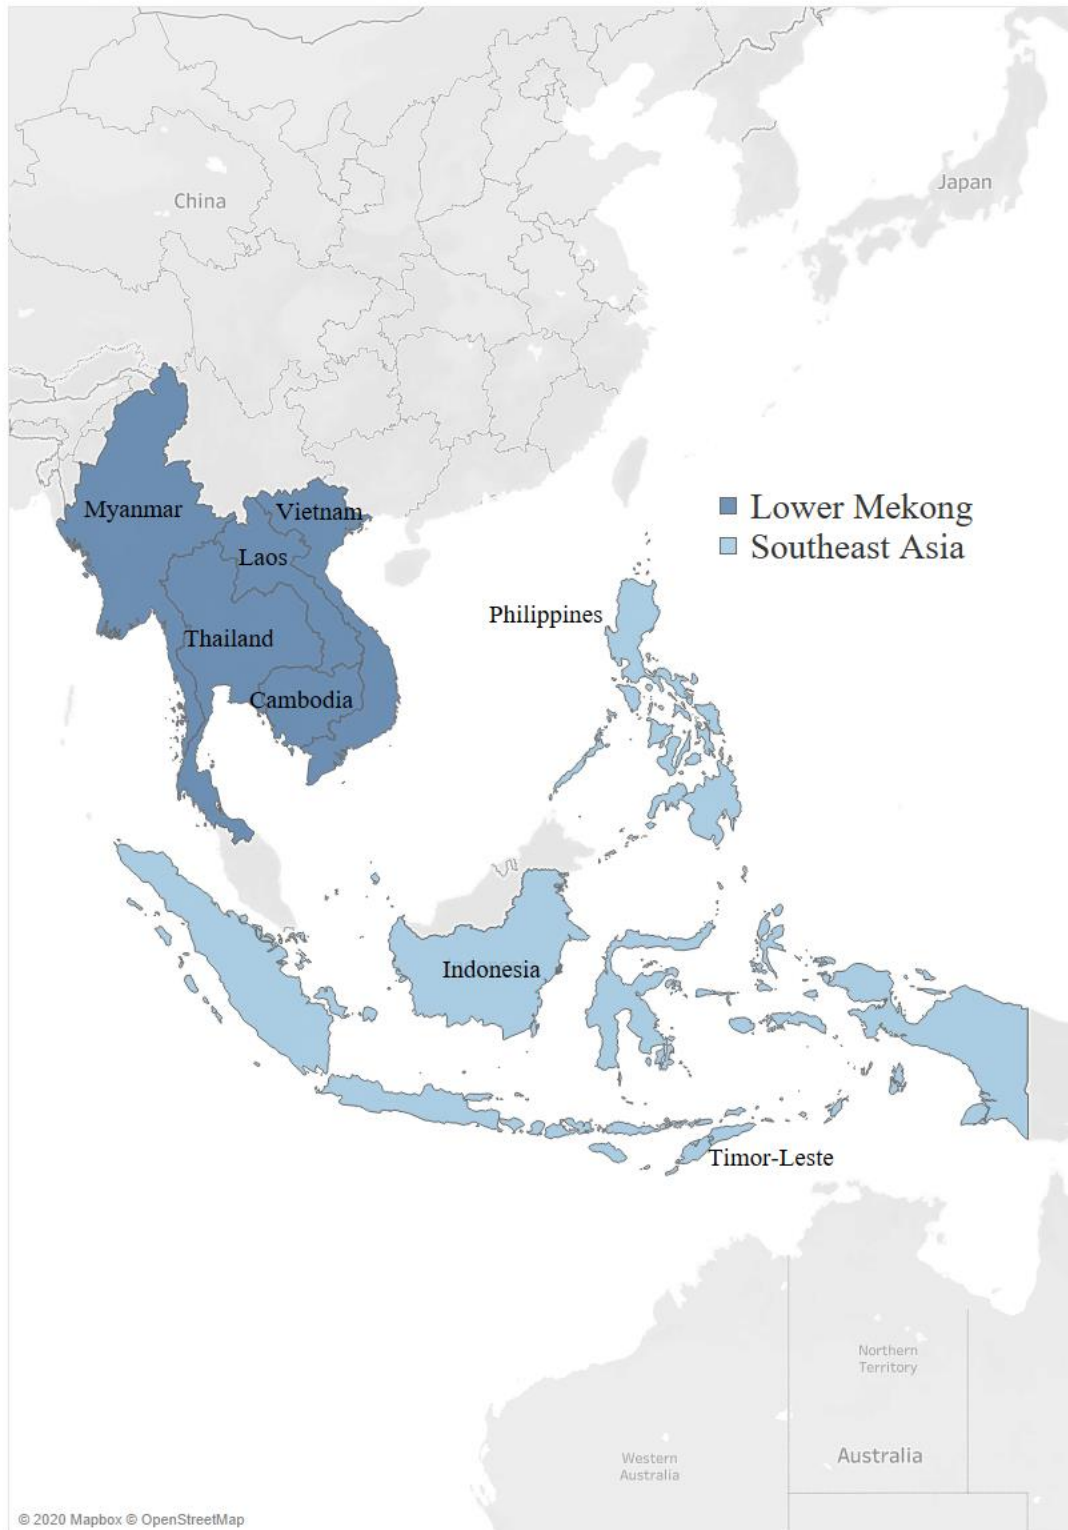 China
Japan
Myanmar
Vietnam
Lower Mekong
Laos
Southeast Asia
Philippines
Thailand
Cambodia
Indonesia
Timor-Leste
Northern
Territory
Western
Australia
Australia
© 2020 Mapbox © OpenStreetMap